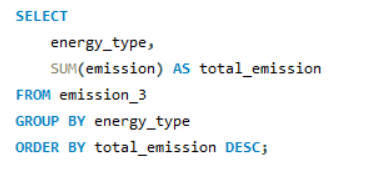 SELECT
energy_type,
SUM(emission) AS total_emission
FROM emission_3
GROUP BY energy_type
ORDER BY total_emission DESC;